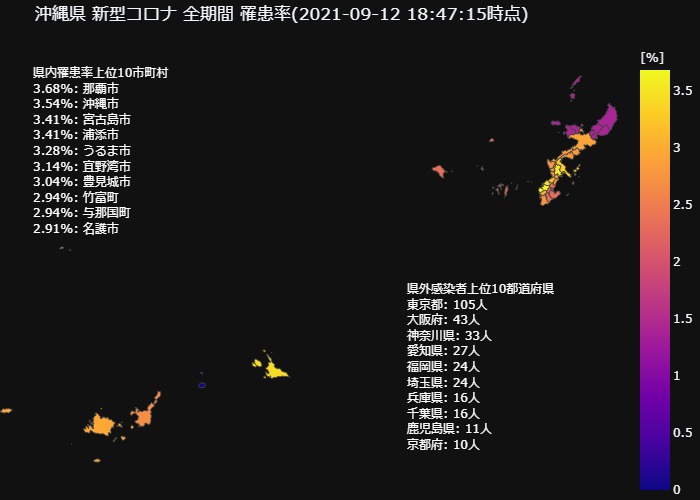 沖縄県 新型コロナ 全期間 罹患率(2021-09-12 18:47:15時点)
県内罹患率上位10市町村
3.68%: 那覇市
3.54%: 沖縄市
3.41%: 宮古島市
3.41%: 浦添市
3.28%: うるま市
3.14%: 宜野湾市
3.04%: 豊見城市
2.94%: 竹富町
2.94%: 与那国町
2.91%: 名護市
県外感染者上位10都道府県
東京都: 105人
大阪府: 43人
神奈川県: 33人
愛知県: 27人
福岡県: 24人
埼玉県: 24人
兵庫県: 16人
千葉県: 16人
鹿児島県: 11人
京都府: 10人
[%]
3.5
3
2.5
2
1.5
1
0.5
0